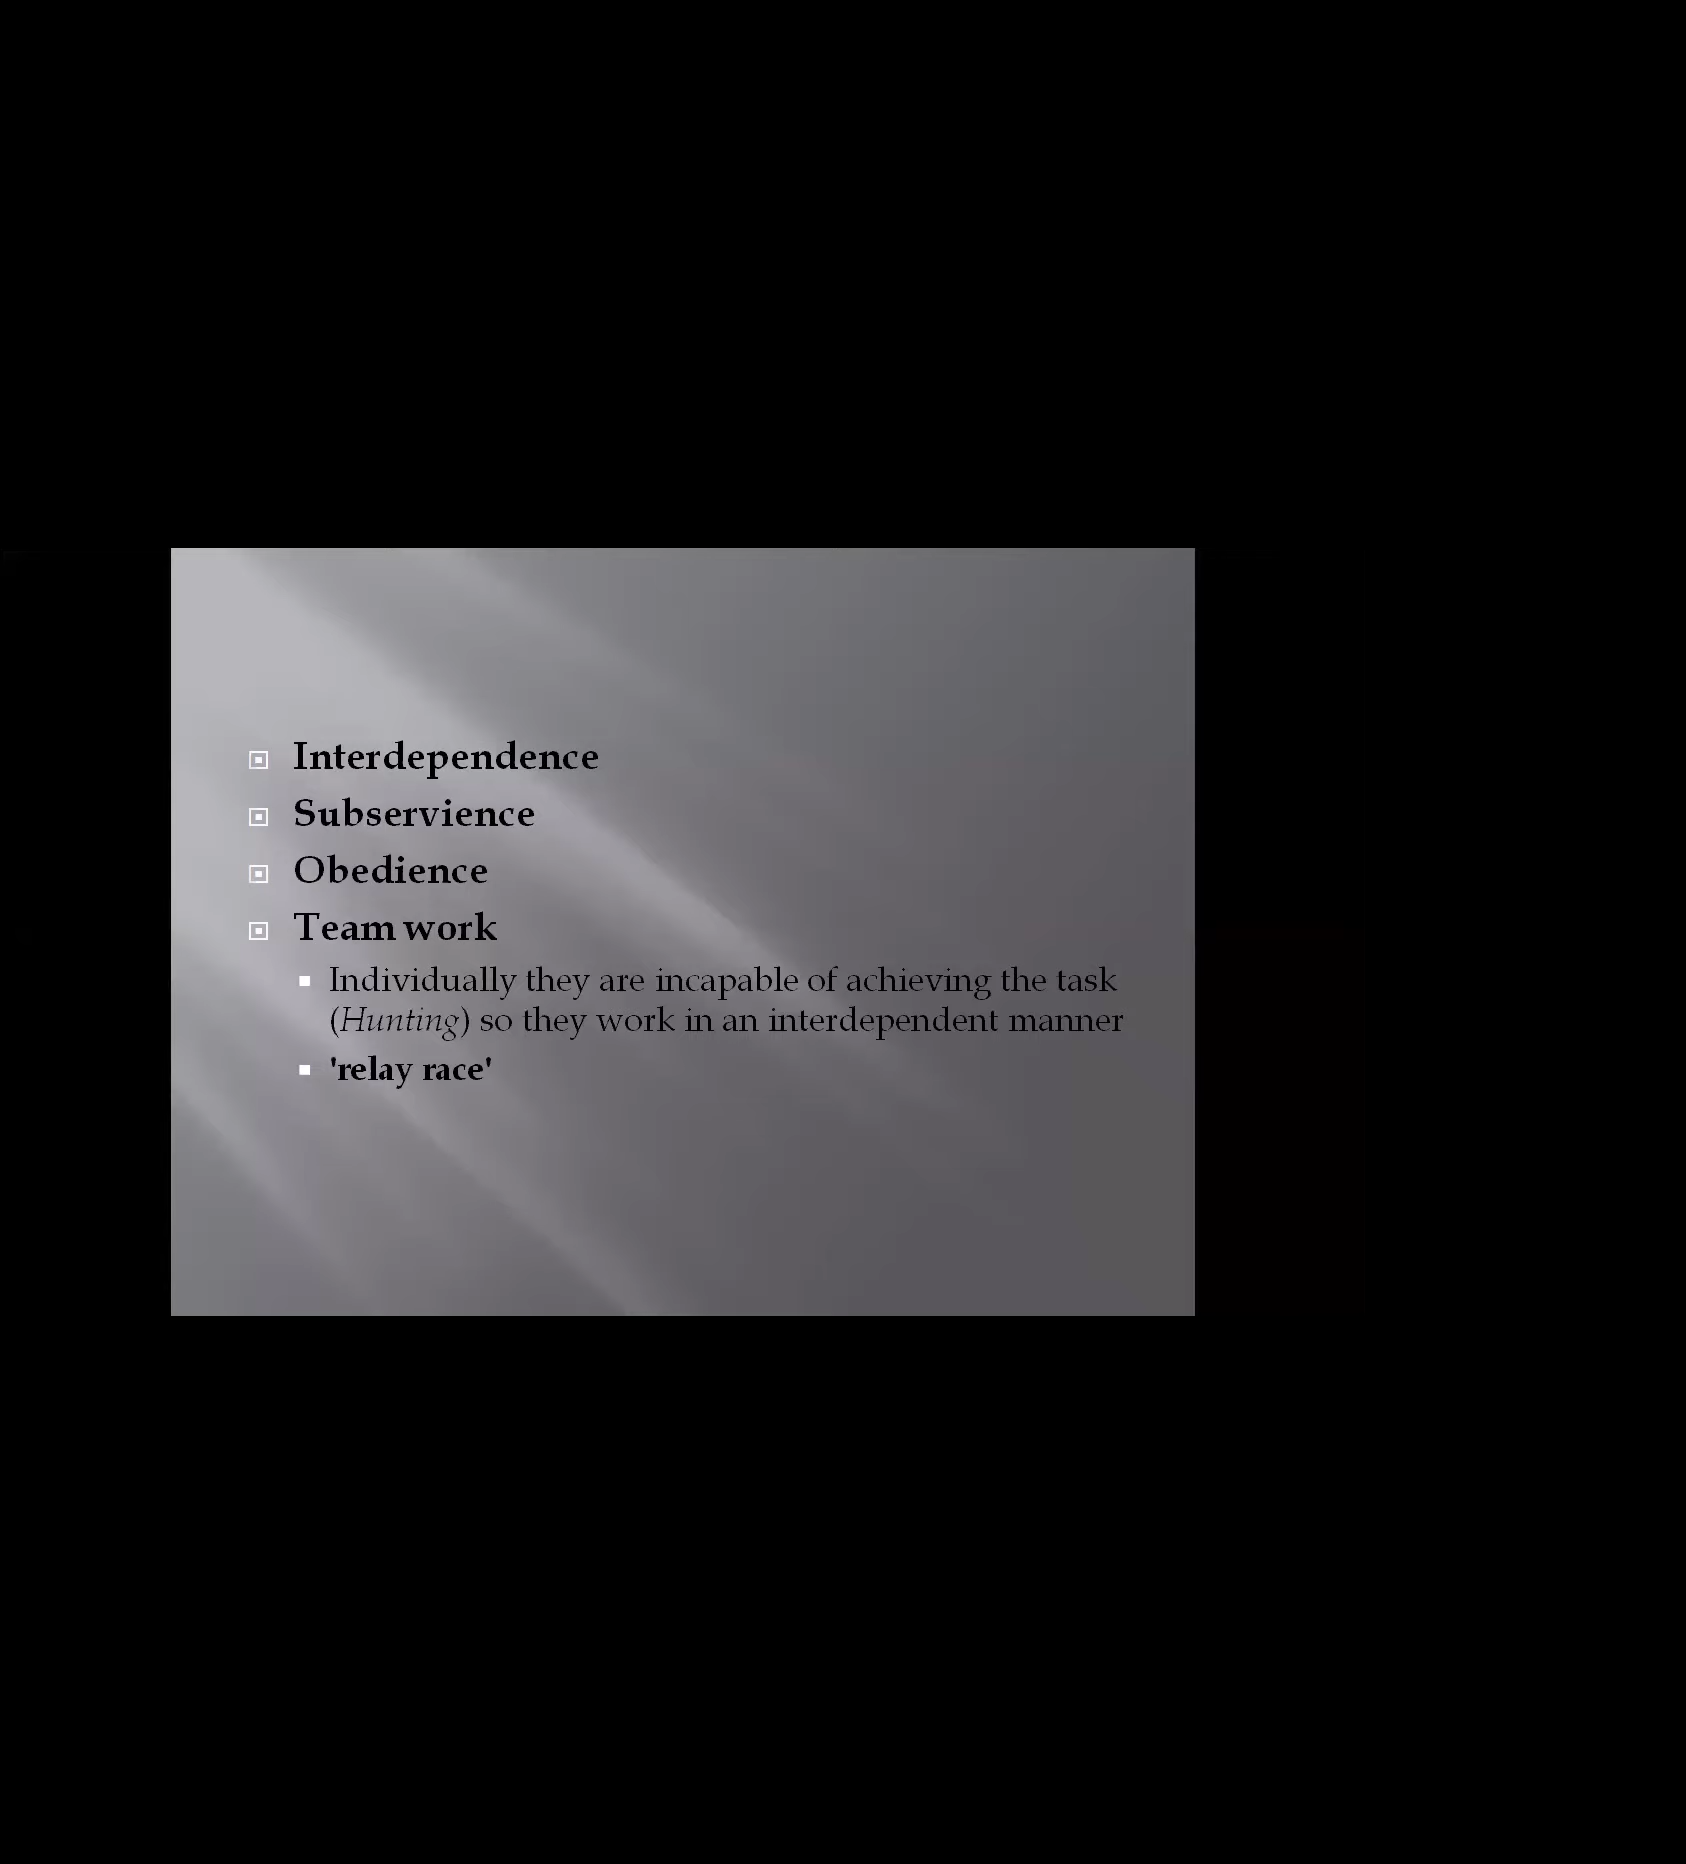 Interdependence
Subservience
Obedience
Team work
Individually they are incapable of achieving the task
(Hunting) so they work in an interdependent manner
'relay race'